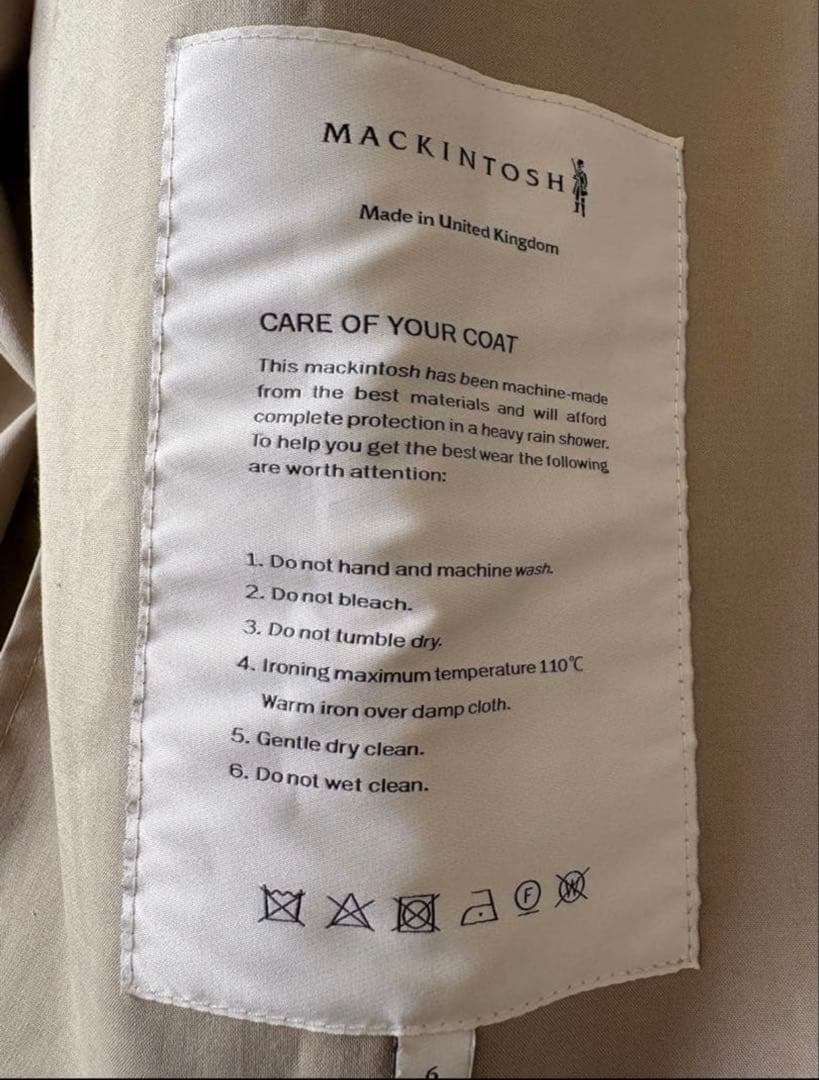 MACKINTOSH
Made in United Kingdom
CARE OF YOUR COAT
This mackintosh has been machine-made
from the best materials and will afford
complete protection in a heavy rain shower.
To help you get the best wear the following
are worth attention:
1. Do not hand and machine wash.
2. Do not bleach.
3. Do not tumble dry.
4. Ironing maximum temperature 110℃
Warm iron over damp cloth.
5. Gentle dry clean.
6. Do not wet clean.
F W
6